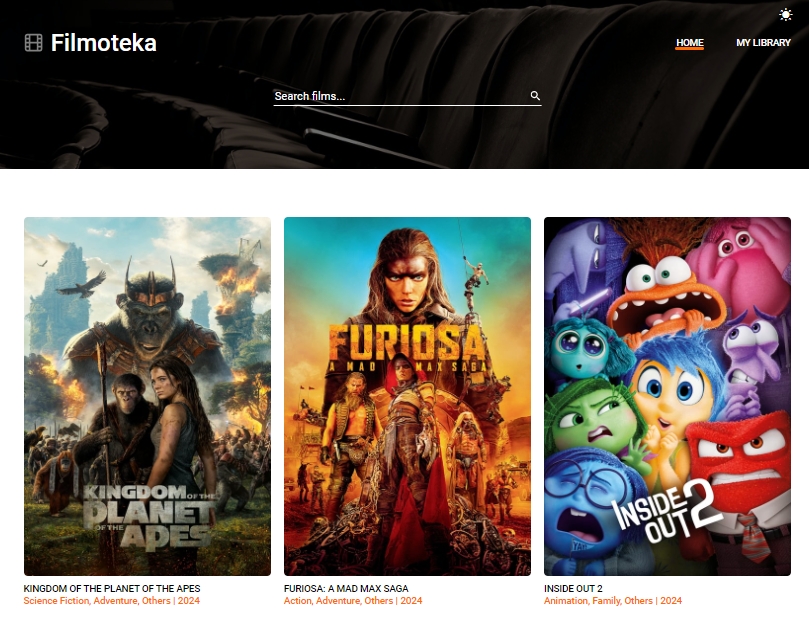 Filmoteka
HOME
MY LIBRARY
Search films...
KINGDOM OF THE
PLANET
OF THE APES
FURIOSA
A MAD MAX SAGA
INSIDE
OUT 2
KINGDOM OF THE PLANET OF THE APES
Science Fiction, Adventure, Others | 2024
FURIOSA: A MAD MAX SAGA
Action, Adventure, Others | 2024
INSIDE OUT 2
Animation, Family, Others | 2024